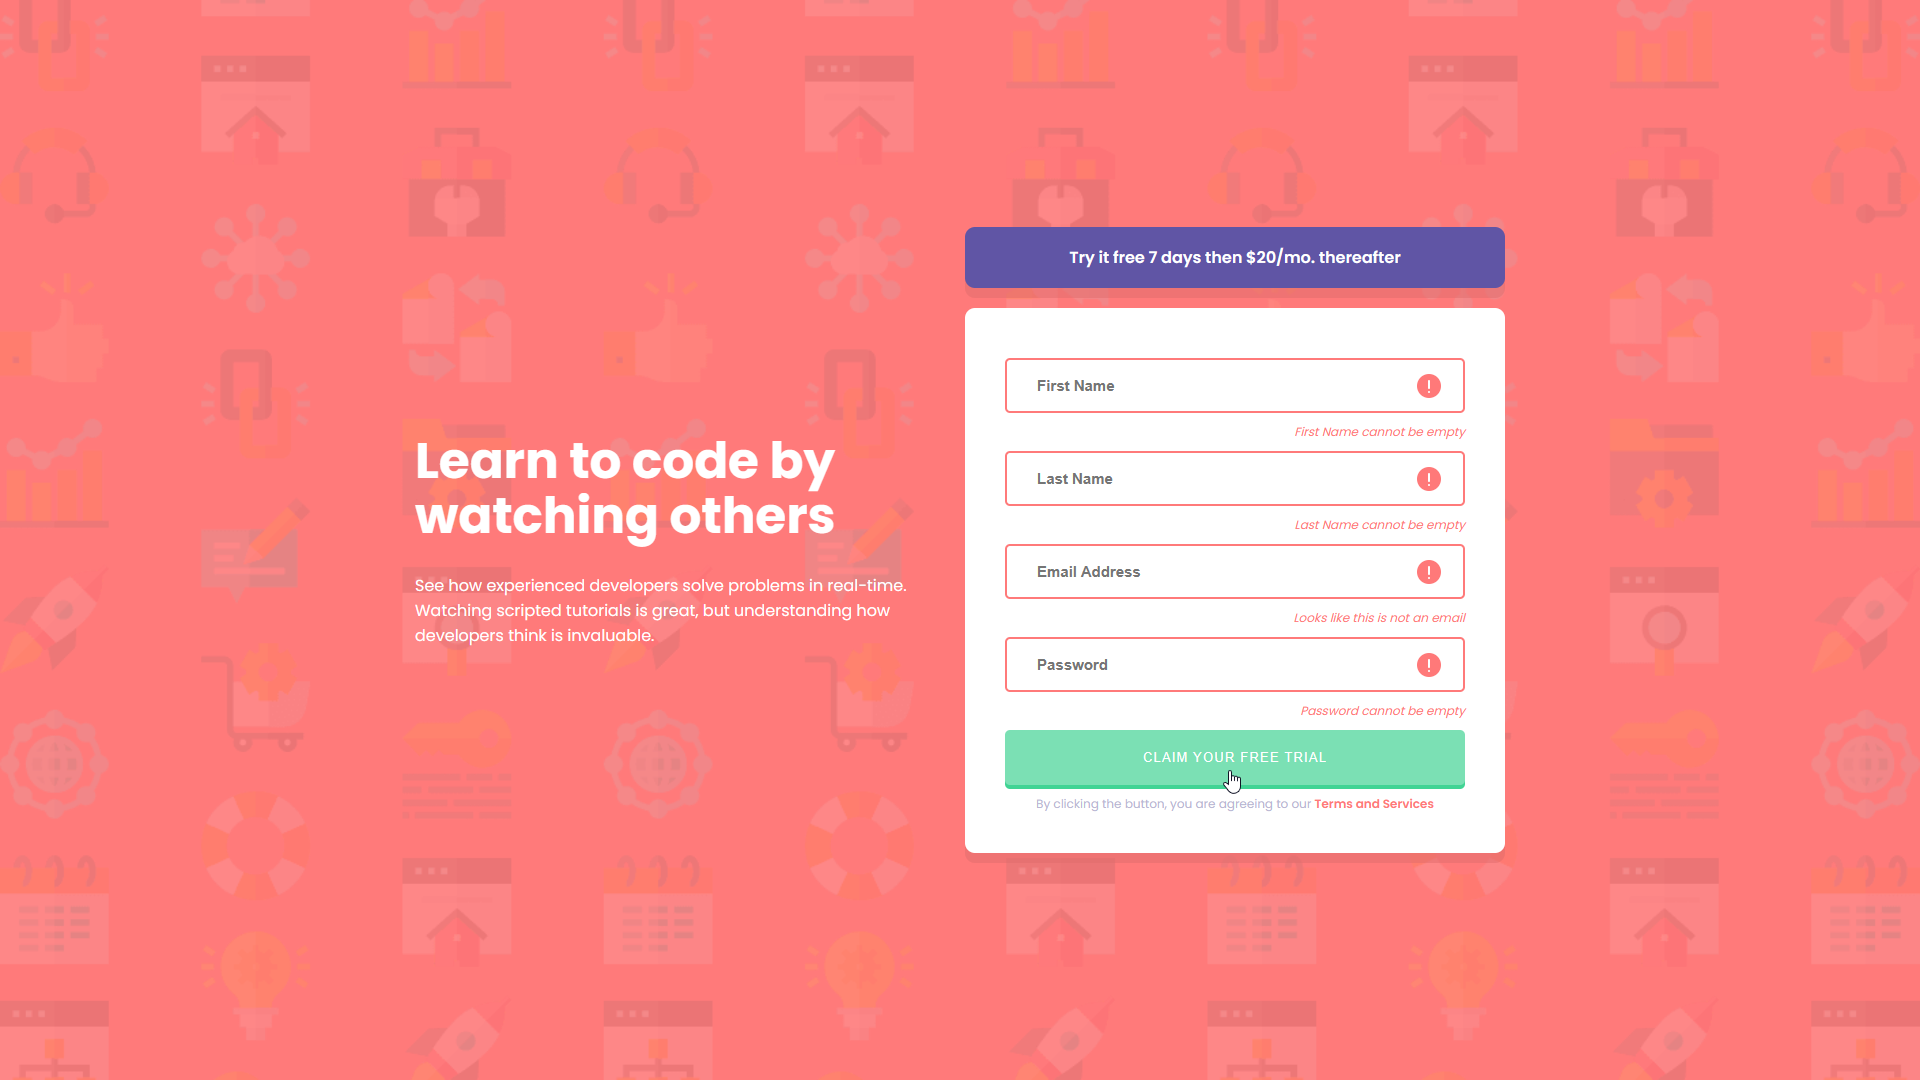 Learn to code by
watching others
See how experienced developers solve problems in real-time.
Watching scripted tutorials is great, but understanding how
developers think is invaluable.
Try it free 7 days then $20/mo. thereafter
First Name
First Name cannot be empty
Last Name
Last Name cannot be empty
Email Address
Looks like this is not an email
Password
Password cannot be empty
CLAIM YOUR FREE TRIAL
By clicking the button, you are agreeing to our Terms and Services